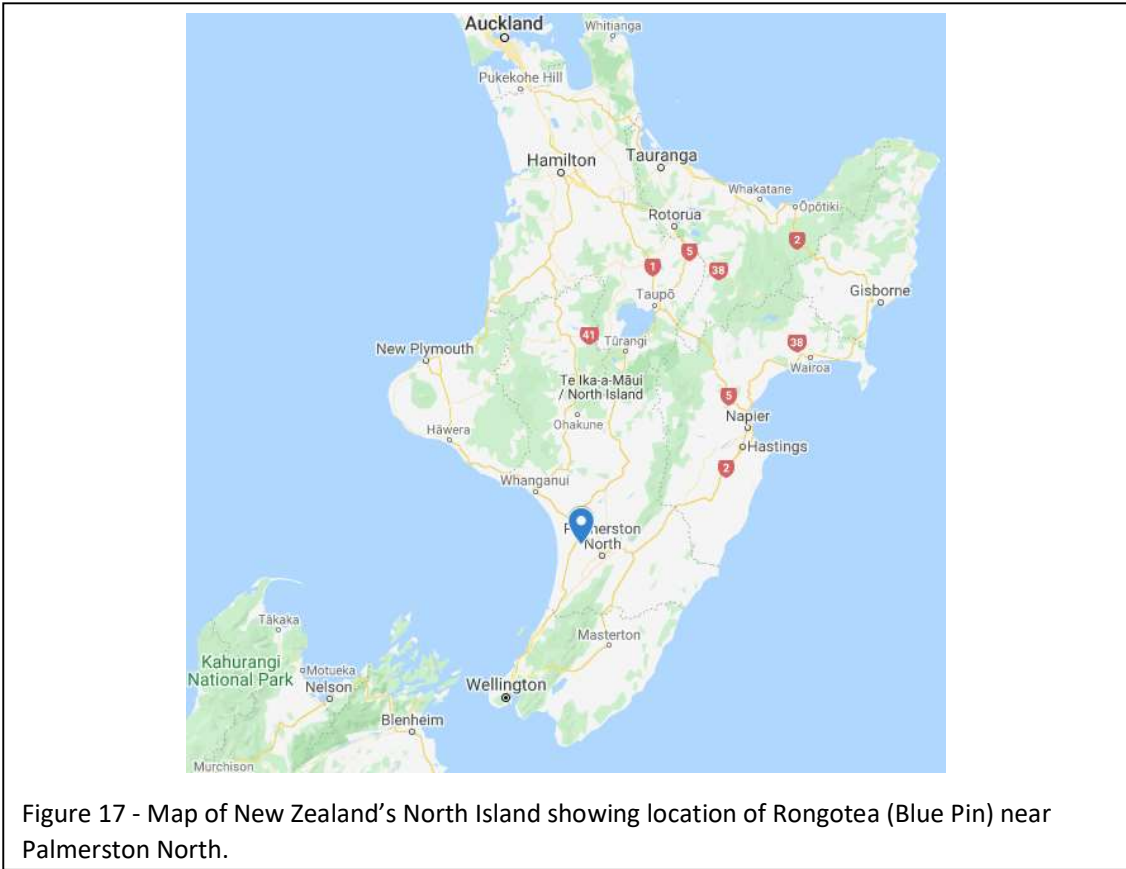 Auckland
Whitianga
Pukekohe Hill
Hamilton
Tauranga
Whakatane
Ōpōtiki
Rotorua
2
5
1
38
Taupō
Gisborne
41
Tūrangi
38
New Plymouth
Wairoa
Te Ika-a-Māui
/ North Island
5
Ohakune
Napier
Hāwera
Hastings
2
Whanganui
North
Tākaka
Masterton
Kahurangi
National Park
Motueka
Nelson
Wellington
Blenheim
Murchison
Figure 17 - Map of New Zealand’s North Island showing location of Rongotea (Blue Pin) near
Palmerston North.